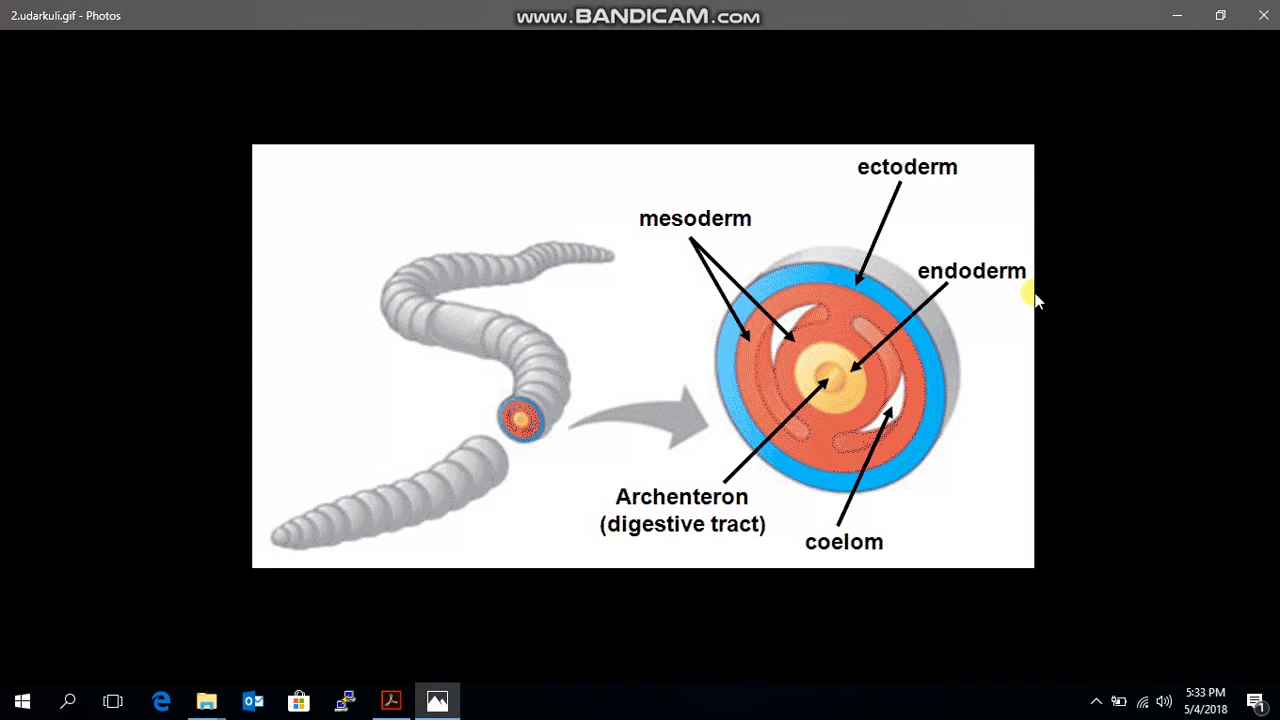 2.udarkuli.gif - Photos
www.BANDICAM.com
ectoderm
mesoderm
endoderm
Archenteron
(digestive tract)
coelom
5:33 PM
5/4/2018
1